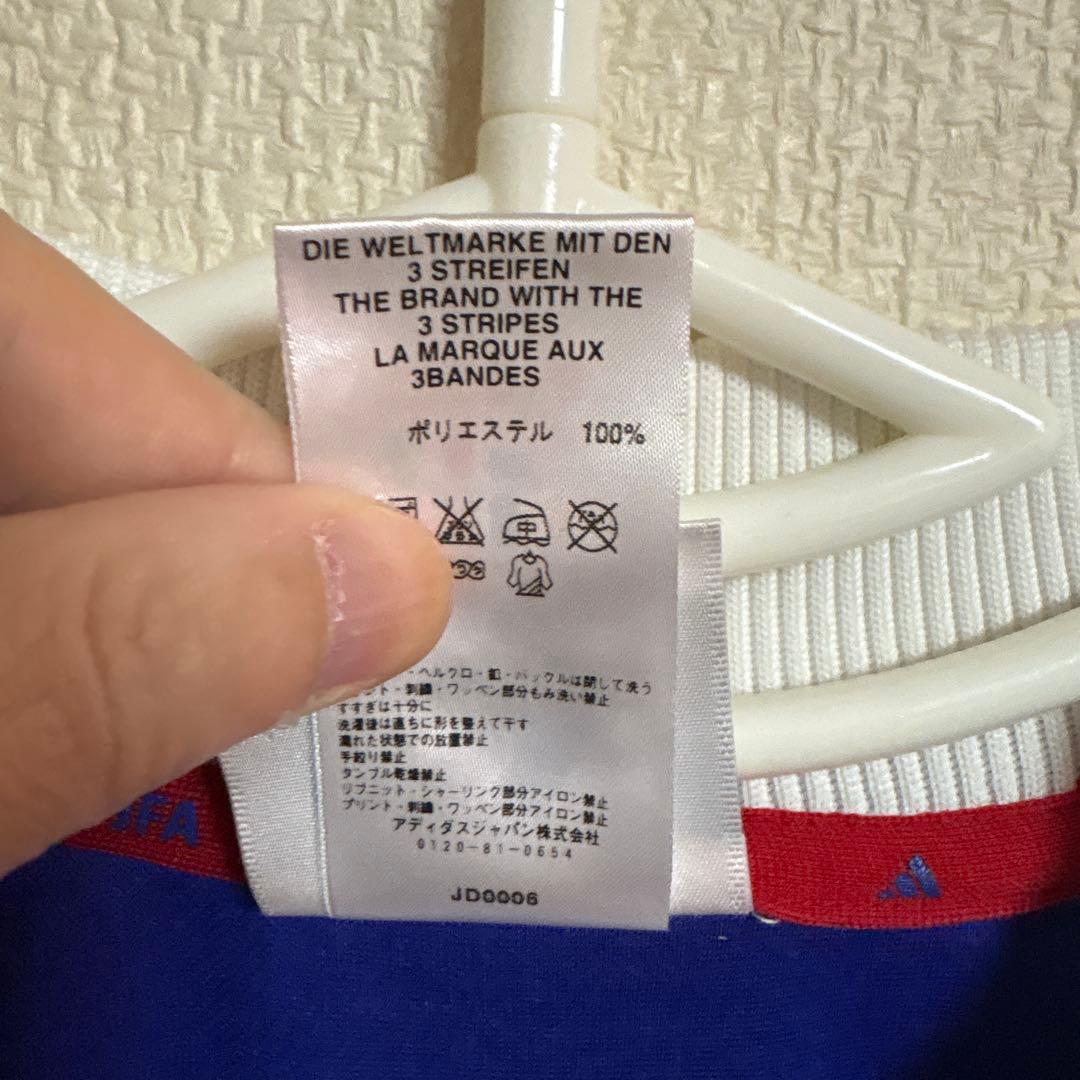 DIE WELTMARKE MIT DEN
3 STREIFEN
THE BRAND WITH THE
3 STRIPES
LA MARQUE AUX
3BANDES
ポリエステル 100%
中
ヘルクロ・釦・バックルは閉して洗う
ント・刺繍・ワッペン部分もみ洗い禁止
すすぎは十分に
洗濯後は直ちに形を整えて干す
濡れた状態での放置禁止
手絞り禁止
タンブル乾燥禁止
リブニット・シャーリング部分アイロン禁止
プリント・刺繍・ワッペン部分アイロン禁止
アディダスジャパン株式会社
0120-81-0654
JD0006
FA